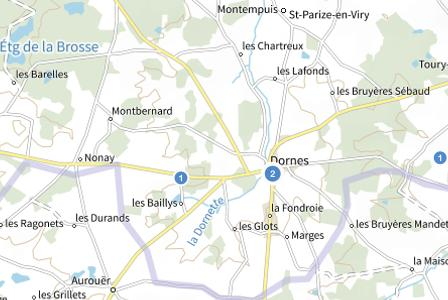 Montempuis
St-Parize-en-Viry
Étg de la Brosse
les Chartreux
Toury-
les Barelles
les Lafonds
les Bruyères Sébaud
Montbernard
Nonay
Dornes
1
1
2
les Baillys
la Dornette
la Fondroie
les Ragonets
les Durands
les Glots
Marges
les Bruyères Mandet
la Maiso
Aurouër
les Grillets